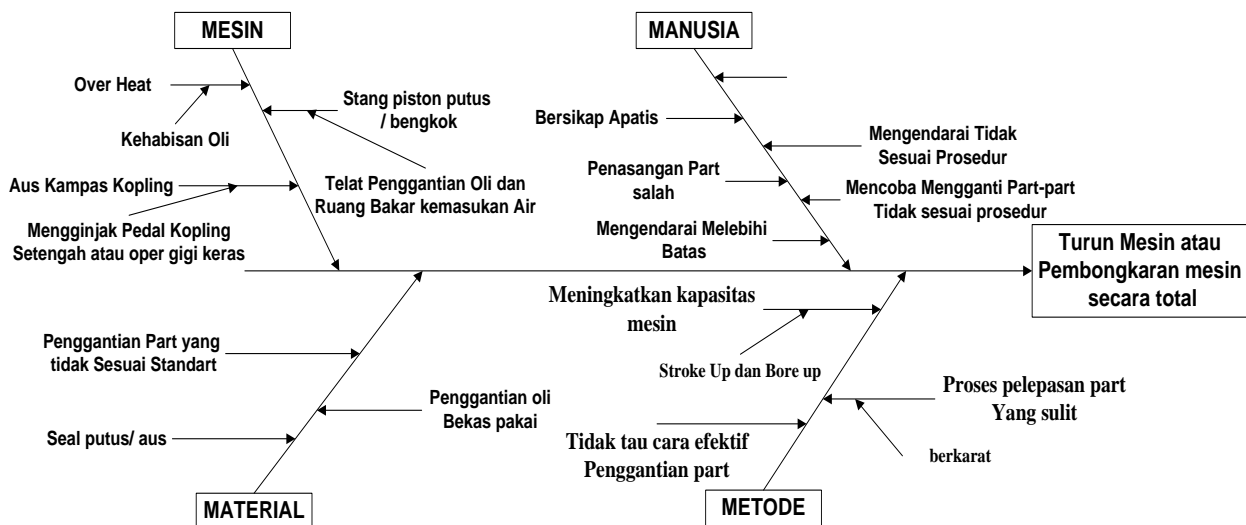 MESIN
MANUSIA
Over Heat
Kehabisan Oli
Stang piston putus
/ bengkok
Aus Kampas Kopling
Telat Penggantian Oli dan
Ruang Bakar kemasukan Air
Mengginjak Pedal Kopling
Setengah atau oper gigi keras
Bersikap Apatis
Mengendarai Tidak
Sesuai Prosedur
Penasangan Part
salah
Mencoba Mengganti Part-part
Tidak sesuai prosedur
Mengendarai Melebihi
Batas
Turun Mesin atau
Pembongkaran mesin
secara total
Penggantian Part yang
tidak Sesuai Standart
Penggantian oli
Bekas pakai
Seal putus/ aus
Meningkatkan kapasitas
mesin
Stroke Up dan Bore up
Proses pelepasan part
Yang sulit
Tidak tau cara efektif
Penggantian part
berkarat
MATERIAL
METODE